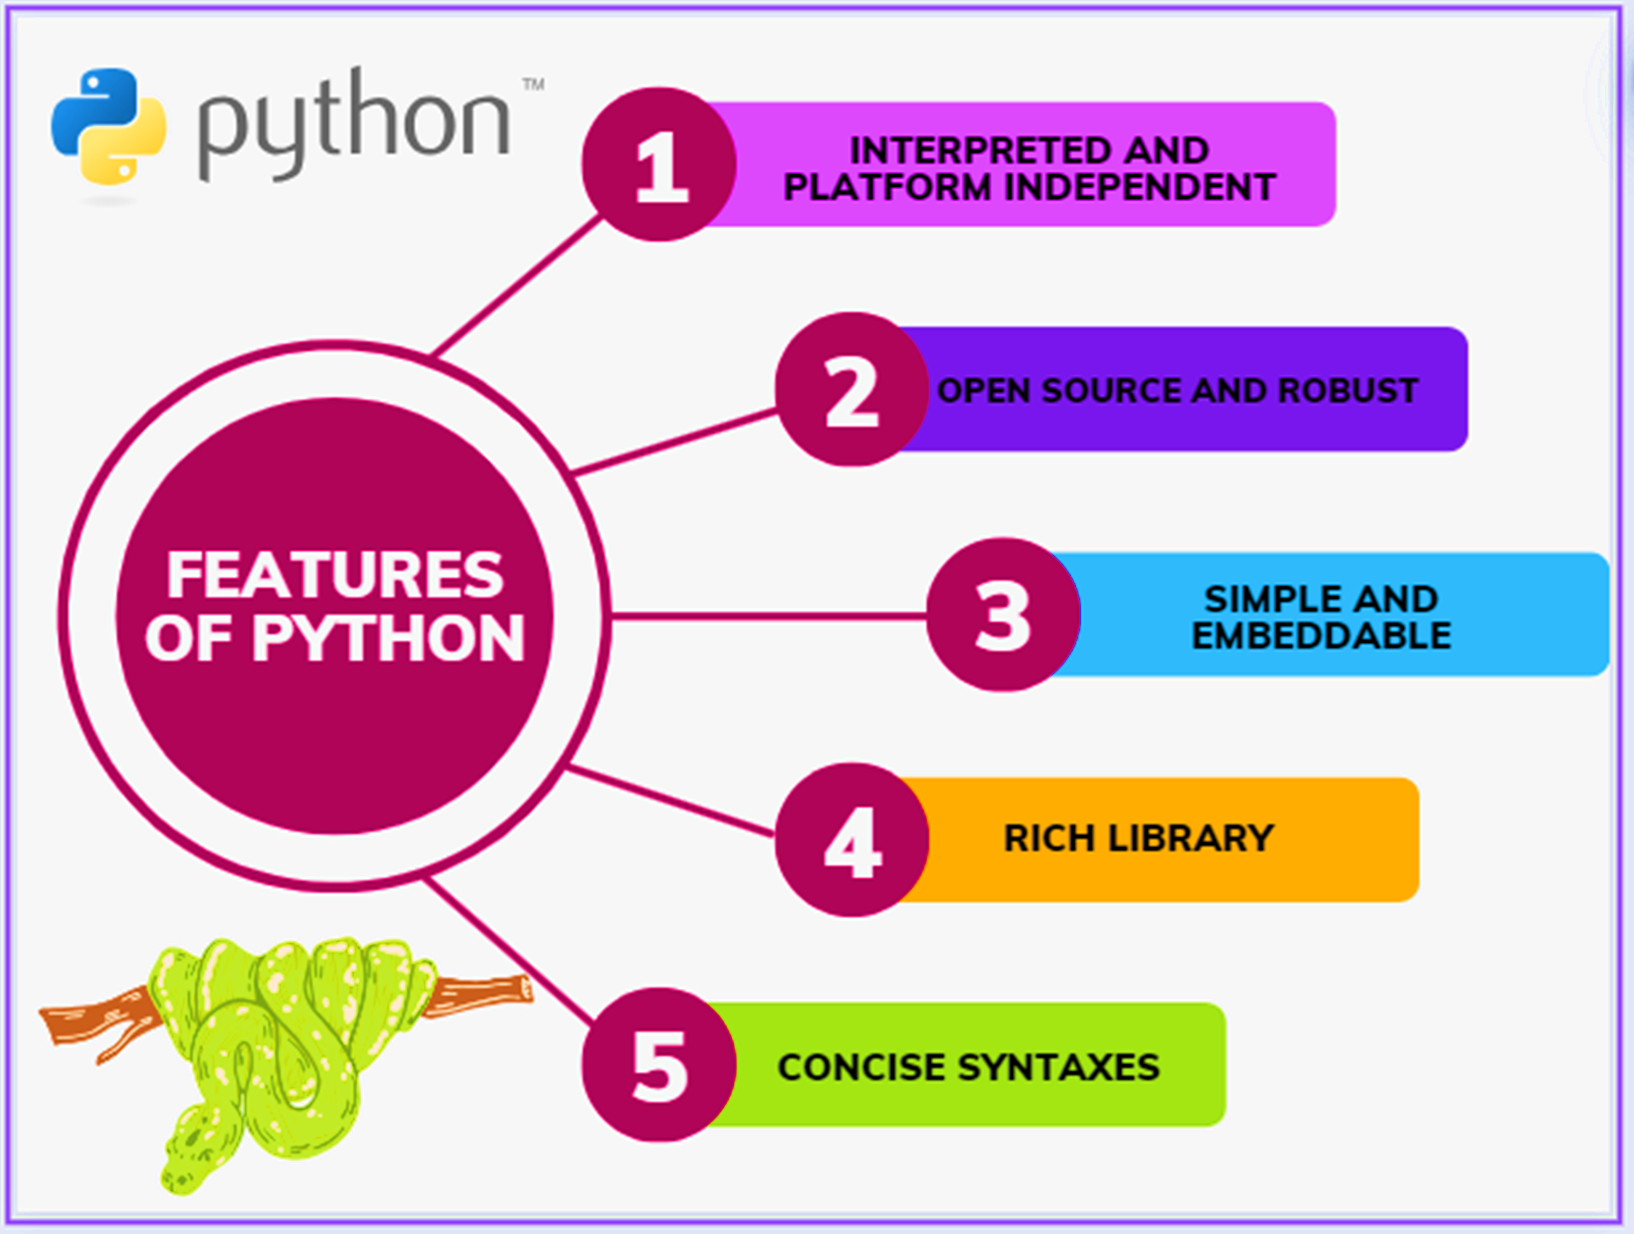 python™
1
INTERPRETED AND
PLATFORM INDEPENDENT
2
OPEN SOURCE AND ROBUST
FEATURES
OF PYTHON
3
SIMPLE AND
EMBEDDABLE
4
RICH LIBRARY
5
CONCISE SYNTAXES